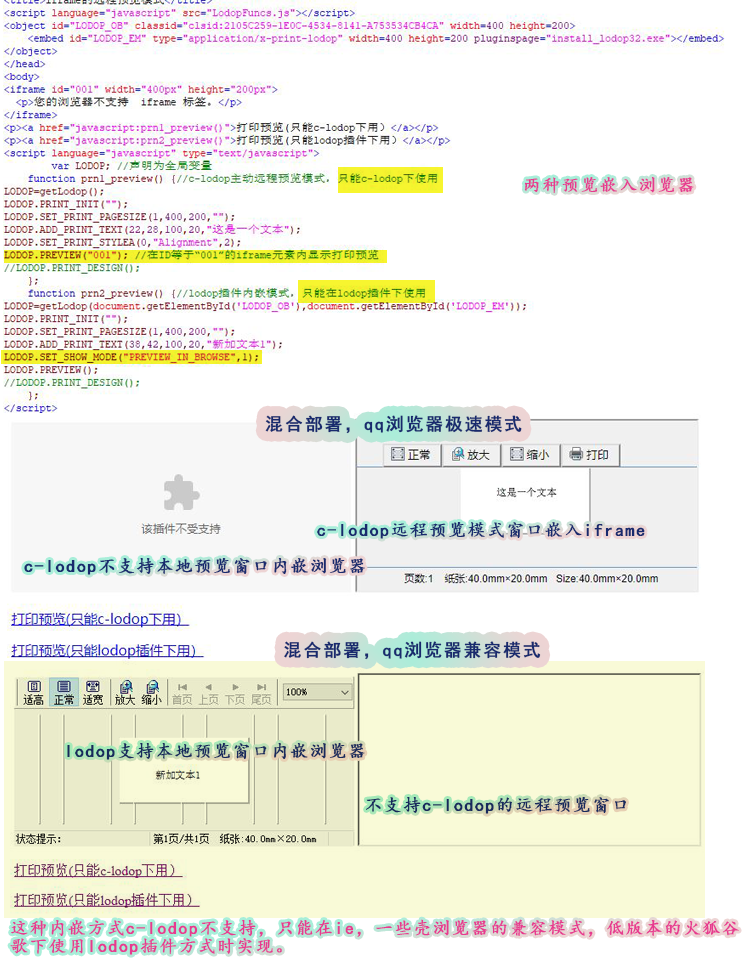 <title>iframe的远程预览模式</title>
<script language="javascript" src="LodopFuncs.js"></script>
<object id="LODOP_OB" classid="clsid:2105C259-1E0C-4534-8141-A753534CB4CA" width=400 height=200>
<embed id="LODOP_EM" type="application/x-print-lodop" width=400 height=200 pluginspage="install_lodop32.exe"></embed>
</object>
</head>
<body>
<iframe id="001" width="400px" height="200px">
<p>您的浏览器不支持  iframe 标签。</p>
</iframe>
<p><a href="javascript:prn1_preview()">打印预览(只能c-lodop下用）</a></p>
<p><a href="javascript:prn2_preview()">打印预览(只能lodop插件下用）</a></p>
<script language="javascript" type="text/javascript">
var LODOP; //声明为全局变量
function prn1_preview() {//c-lodop主动远程预览模式，只能c-lodop下使用
两种预览嵌入浏览器
LODOP=getLodop();
LODOP.PRINT_INIT("");
LODOP.SET_PRINT_PAGESIZE(1,400,200,"");
LODOP.ADD_PRINT_TEXT(22,28,100,20,"这是一个文本");
LODOP.SET_PRINT_STYLEA(0,"Alignment",2);
LODOP.PREVIEW("001"); //在ID等于“001”的iframe元素内显示打印预览
//LODOP.PRINT_DESIGN();
};
function prn2_preview() {//lodop插件内嵌模式，只能在lodop插件下使用
LODOP=getLodop(document.getElementById('LODOP_OB'),document.getElementById('LODOP_EM'));
LODOP.PRINT_INIT("");
LODOP.SET_PRINT_PAGESIZE(1,400,200,"");
LODOP.ADD_PRINT_TEXT(38,42,100,20,"新加文本1");
LODOP.SET_SHOW_MODE("PREVIEW_IN_BROWSE",1);
LODOP.PREVIEW();
//LODOP.PRINT_DESIGN();
};
</script>
混合部署，qq浏览器极速模式
正常 放大 缩小 打印
这是一个文本
该插件不受支持
c-lodop远程预览模式窗口嵌入iframe
c-lodop不支持本地预览窗口内嵌浏览器
页数:1 纸张:40.0mm×20.0mm Size:40.0mm×20.0mm
打印预览(只能c-lodop下用）
打印预览(只能lodop插件下用）
混合部署，qq浏览器兼容模式
适高 正常 适宽 放大 缩小 首页 上页 下页 尾页 100%
lodop支持本地预览窗口内嵌浏览器
新加文本1
不支持c-lodop的远程预览窗口
状态提示: 第1页/共1页 纸张:40.0mm×20.0mm
打印预览(只能c-lodop下用）
打印预览(只能lodop插件下用）
这种内嵌方式c-lodop不支持，只能在ie，一些壳浏览器的兼容模式，低版本的火狐谷
歌下使用lodop插件方式时实现。